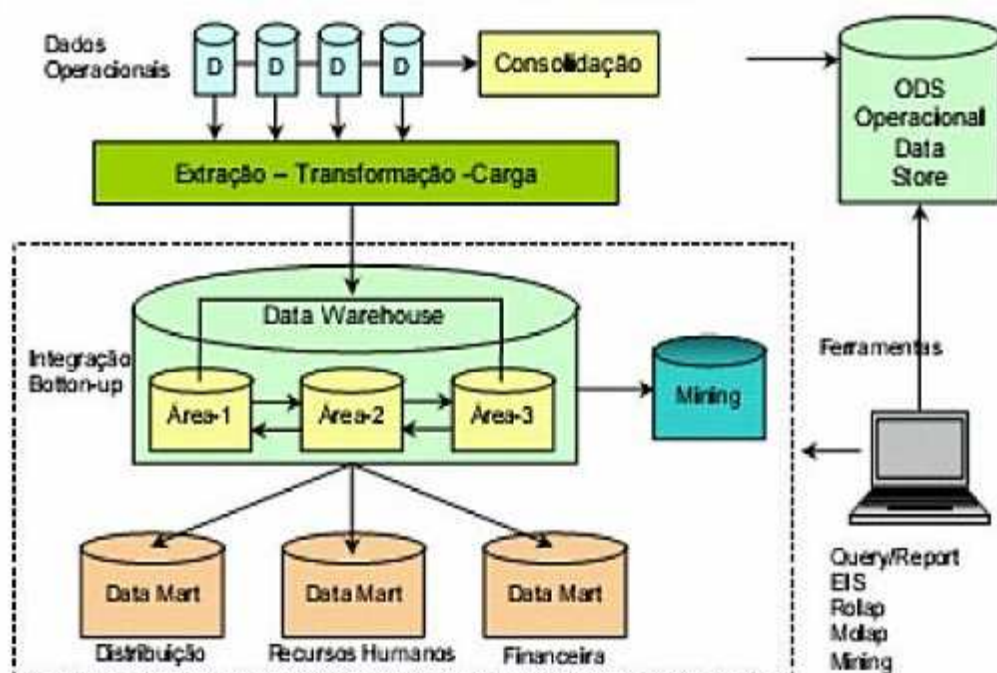 Dados
Operacionais
D D D D
Consolidação
ODS
Operacional
Data
Store
Extração – Transformação -Carga
Data Warehouse
Integração
Botton-up
Área-1
Área-2
Área-3
Mining
Ferramentas
Data Mart
Data Mart
Data Mart
Distribuição
Recursos Humanos
Financeira
Query/Report
EIS
Rolap
Molap
Mining